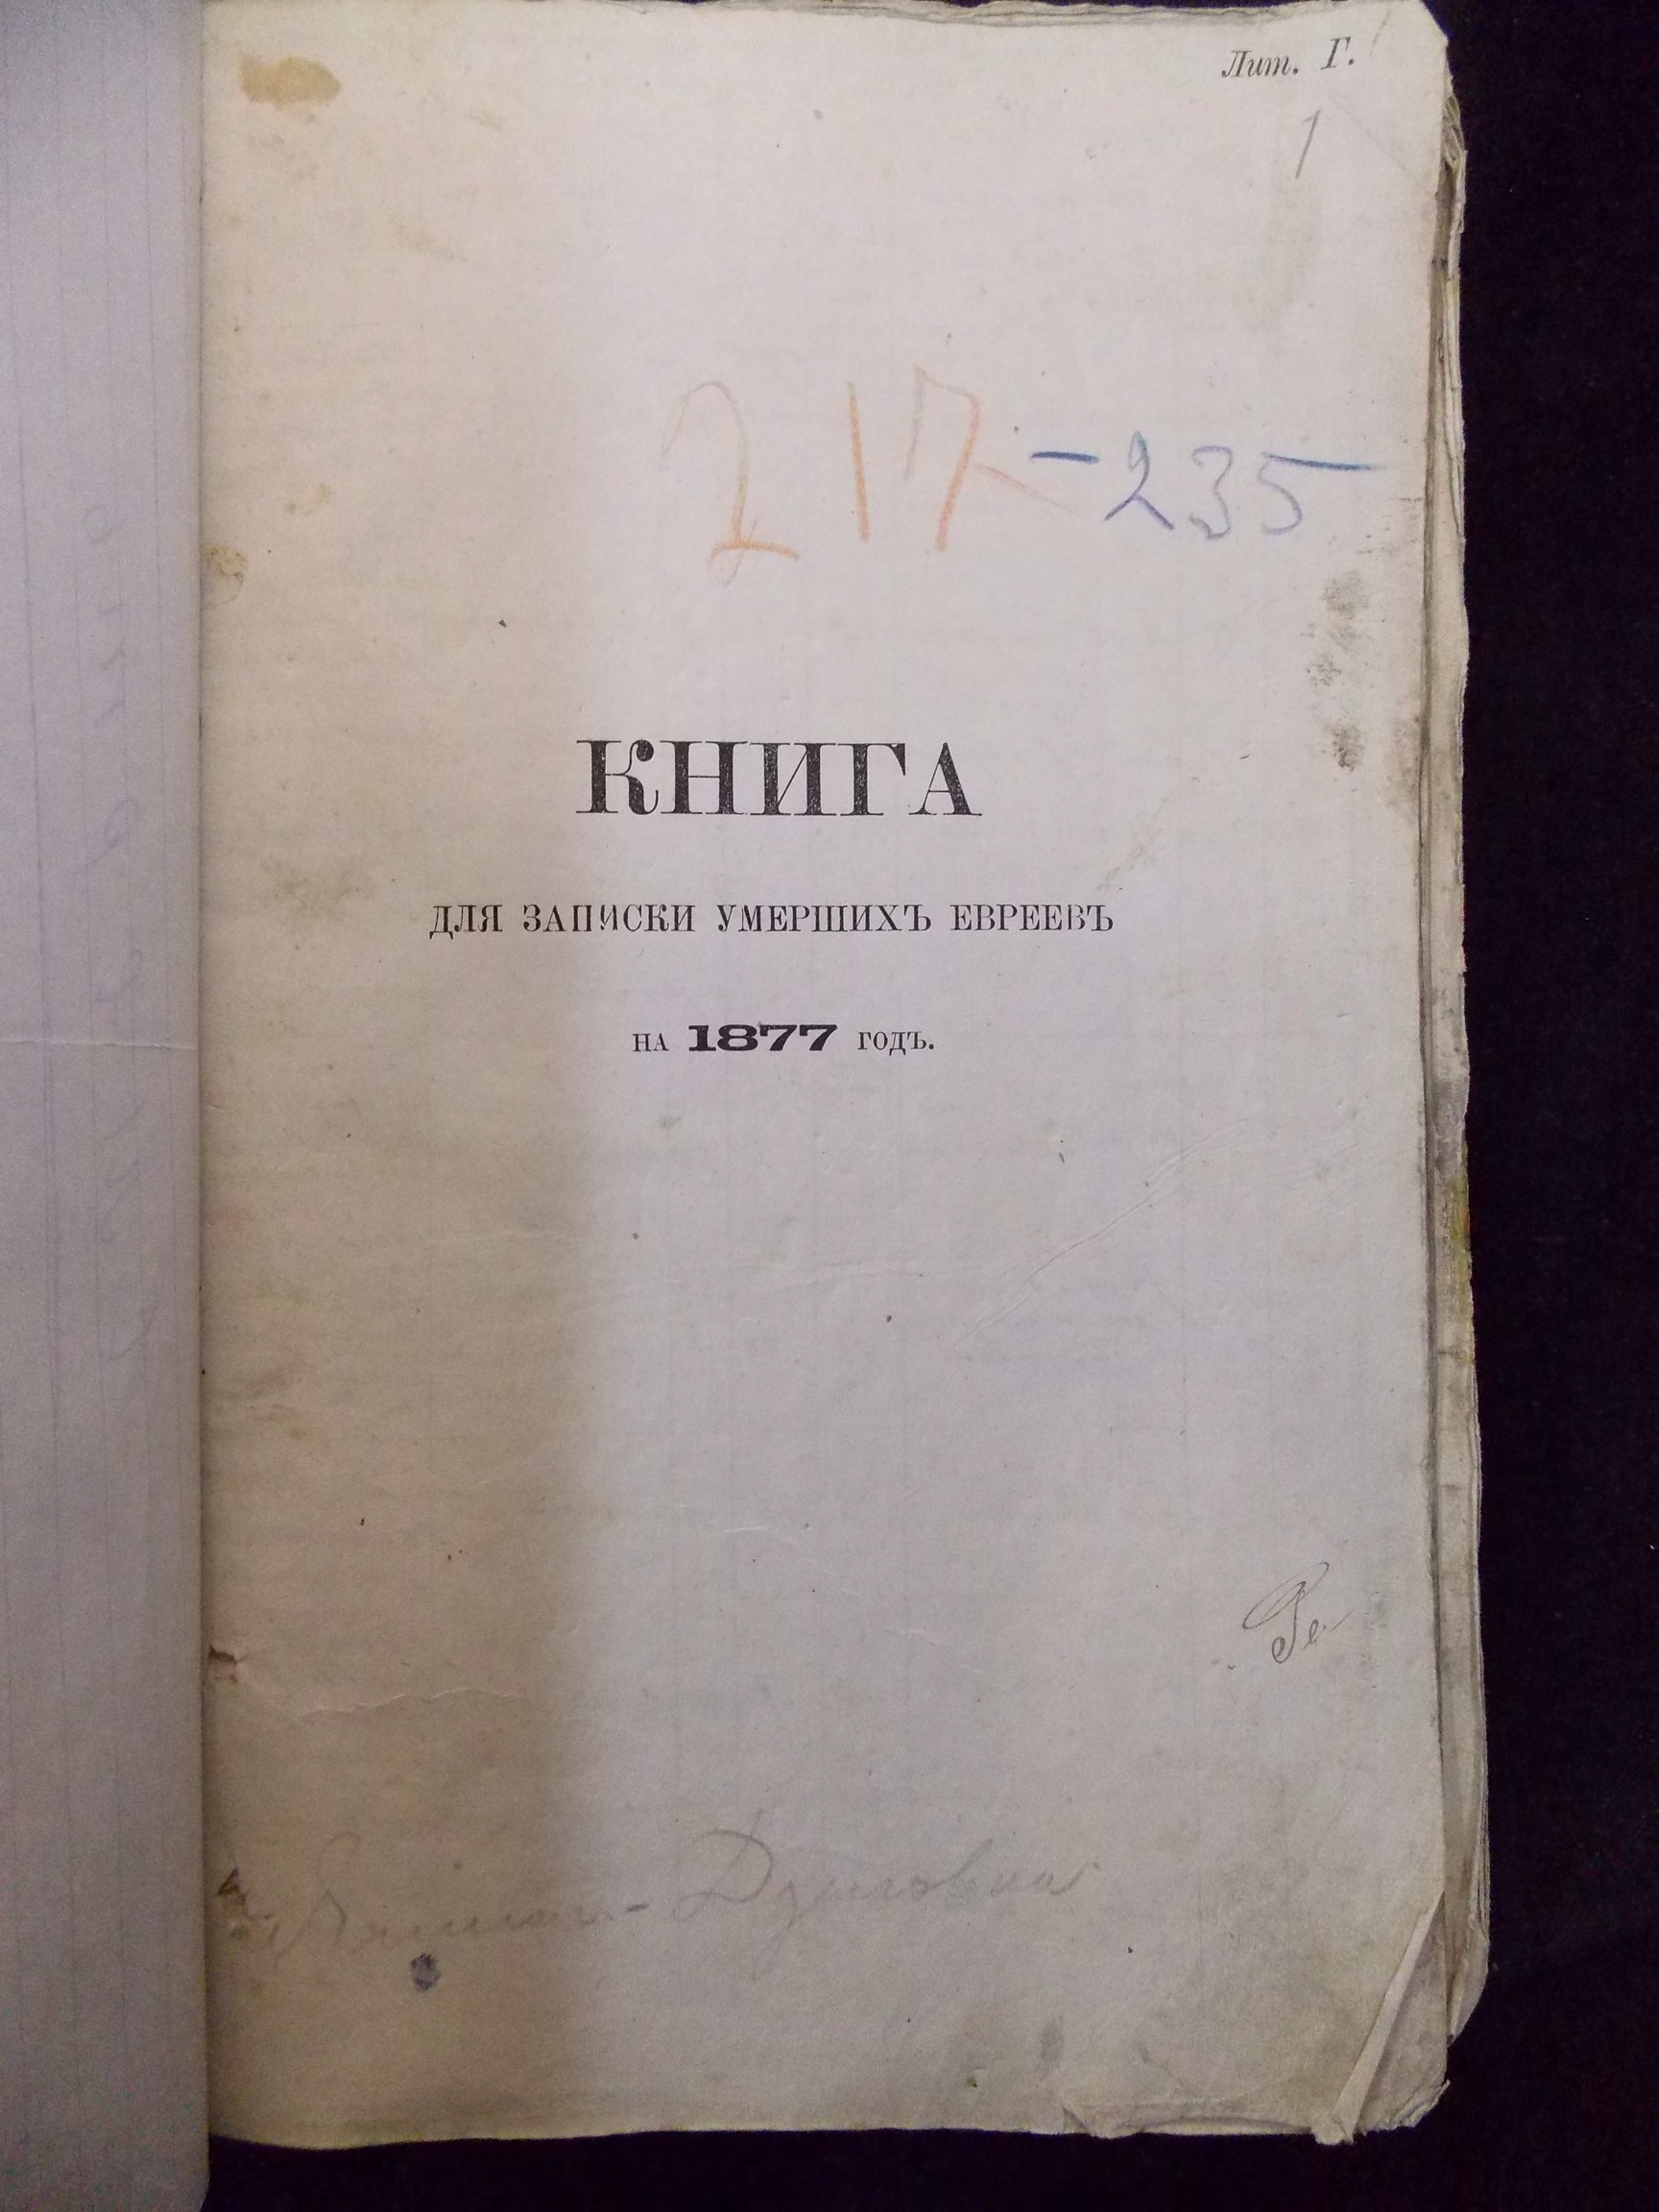 Лит. Г.
1
217-235
КНИГА
ДЛЯ ЗАПИСКИ УМЕРШИХЪ ЕВРЕЕВЪ
НА 1877 ГОДЪ.